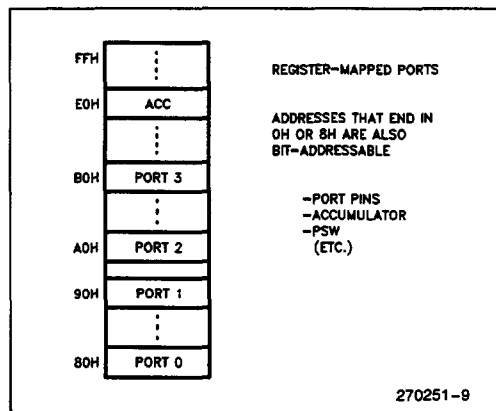 FFH
REGISTER-MAPPED PORTS
E0H ACC
ADDRESSES THAT END IN
0H OR 8H ARE ALSO
BIT-ADDRESSABLE
B0H PORT 3
-PORT PINS
-ACCUMULATOR
-PSW
(ETC.)
A0H PORT 2
90H PORT 1
80H PORT 0
270251-9